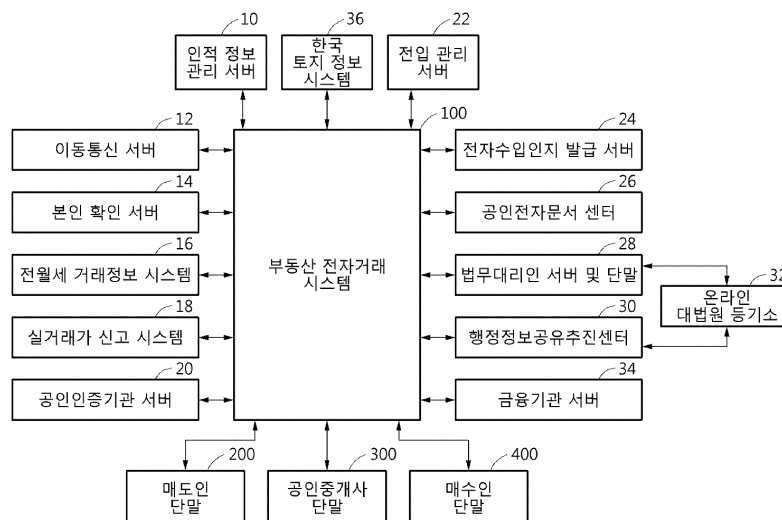 10
36
22
인적 정보
관리 서버
한국
토지 정보
시스템
전입 관리
서버
100
12
이동통신 서버
24
전자수입인지 발급 서버
14
본인 확인 서버
26
공인전자문서 센터
16
전월세 거래정보 시스템
부동산 전자거래
시스템
28
법무대리인 서버 및 단말
32
온라인
대법원 등기소
18
실거래가 신고 시스템
30
행정정보공유추진센터
20
공인인증기관 서버
34
금융기관 서버
200
매도인
단말
300
공인중개사
단말
400
매수인
단말